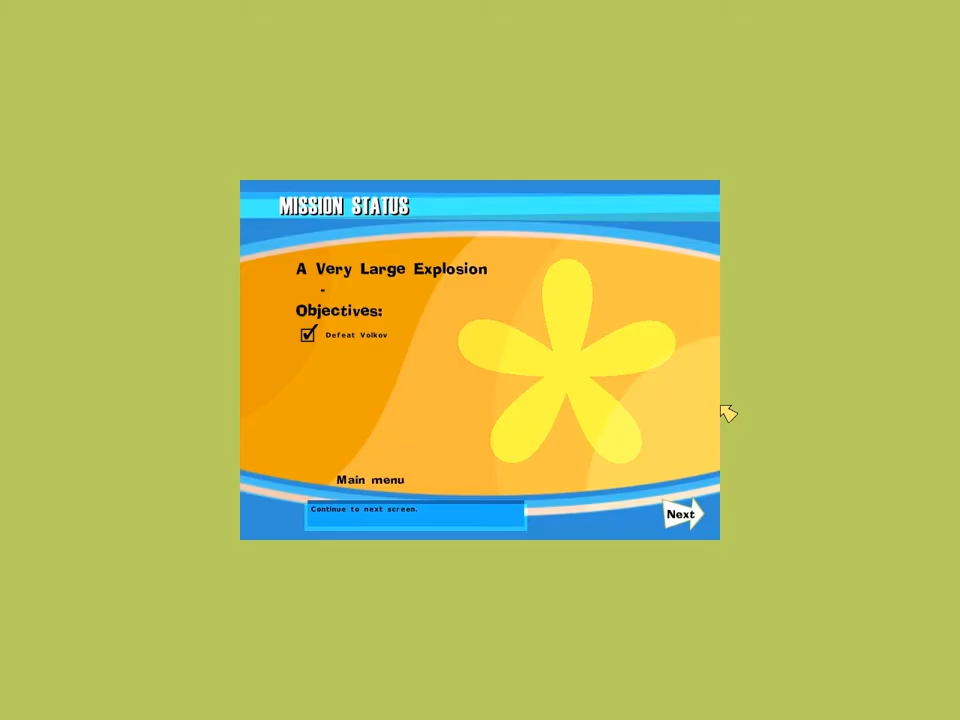 MISSION STATUS
A Very Large Explosion
-
Objectives:
Defeat Volkov
Main menu
Continue to next screen.
Next